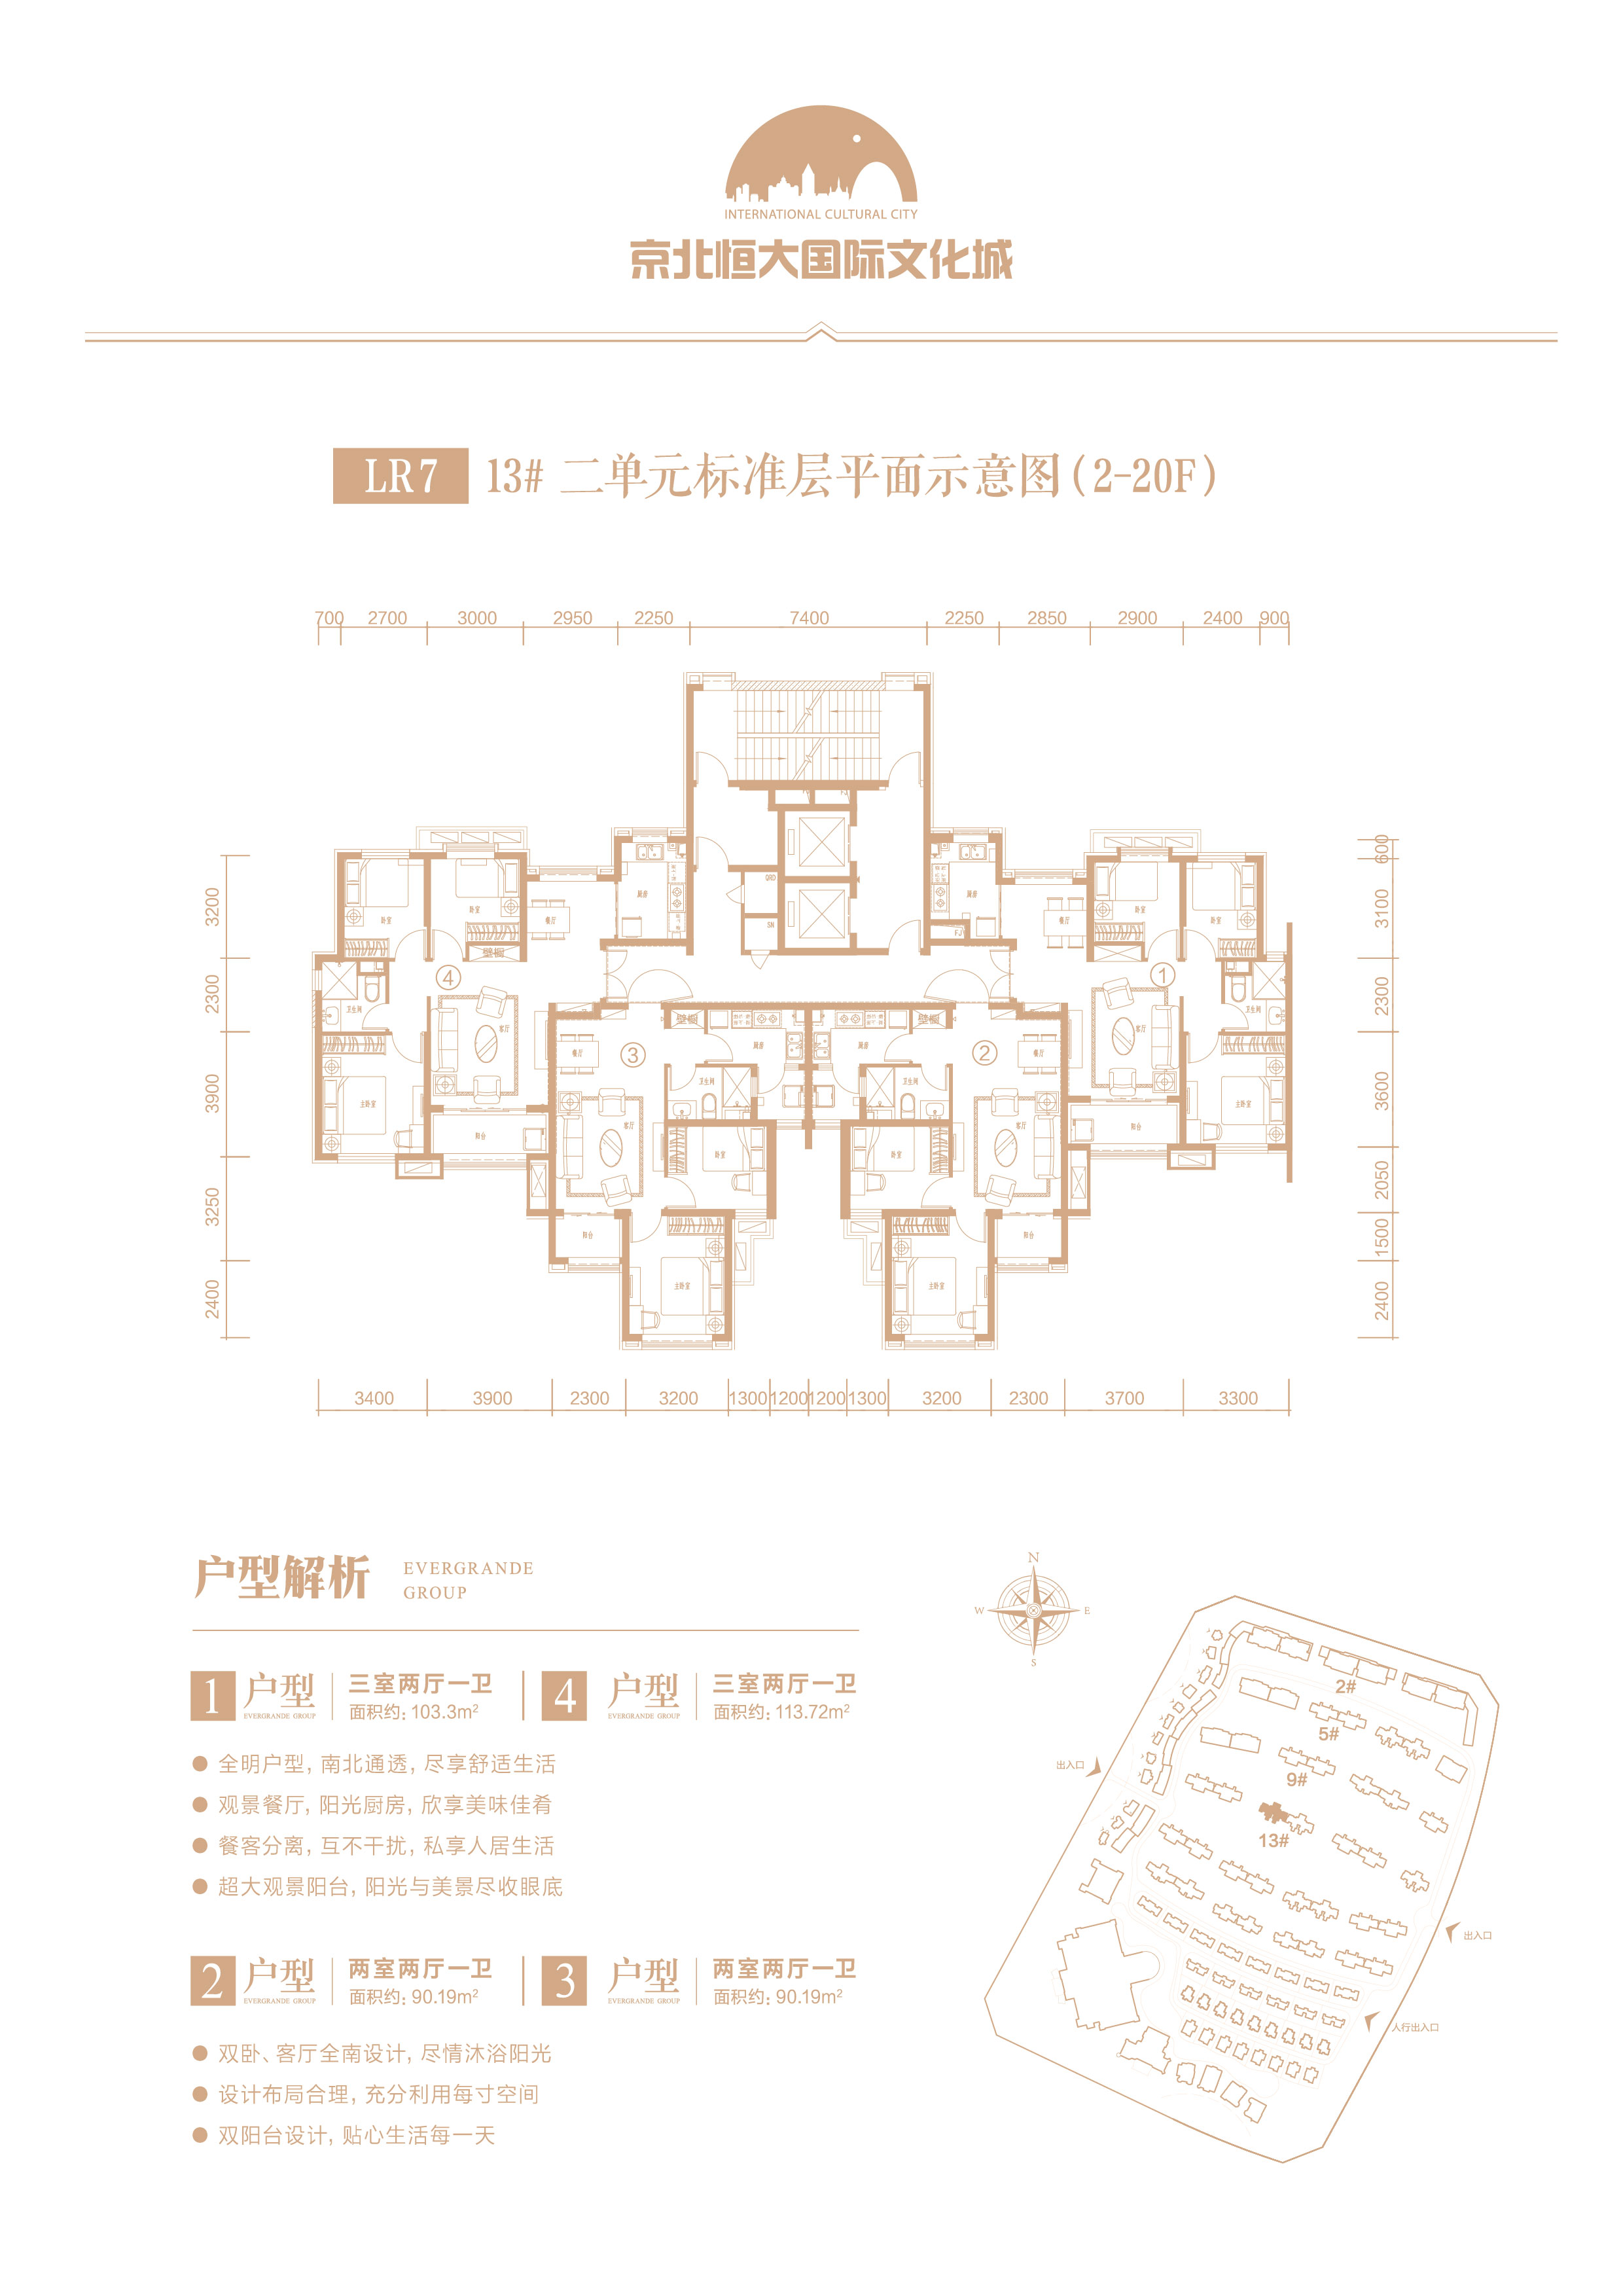 INTERNATIONAL CULTURAL CITY
京北恒大国际文化城
LR7 13# 二单元标准层平面示意图(2-20F)
700 2700 3000 2950 2250 7400 2250 2850 2900 2400 900
3200
2300
3900
3250
2400
600
3100
2300
3600
2050
1500
2400
QRD
SN
FJ
卧室
卧室
餐厅
厨房
壁橱
④
卫生间
客厅
主卧室
阳台
餐厅
③
壁橱
厨房
卫生间
客厅
卧室
阳台
主卧室
厨房
壁橱
②
餐厅
卫生间
客厅
卧室
阳台
主卧室
厨房
餐厅
卧室
卧室
①
客厅
卫生间
主卧室
阳台
3400 3900 2300 3200 1300 1200 1200 1300 3200 2300 3700 3300
户型解析
EVERGRANDE
GROUP
1 户型 三室两厅一卫
EVERGRANDE GROUP 面积约: 103.3m²
4 户型 三室两厅一卫
EVERGRANDE GROUP 面积约: 113.72m²
● 全明户型, 南北通透, 尽享舒适生活
● 观景餐厅, 阳光厨房, 欣享美味佳肴
● 餐客分离, 互不干扰, 私享人居生活
● 超大观景阳台, 阳光与美景尽收眼底
2 户型 两室两厅一卫
EVERGRANDE GROUP 面积约: 90.19m²
3 户型 两室两厅一卫
EVERGRANDE GROUP 面积约: 90.19m²
● 双卧、客厅全南设计, 尽情沐浴阳光
● 设计布局合理, 充分利用每寸空间
● 双阳台设计, 贴心生活每一天
N
W E
S
2#
5#
9#
13#
出入口
出入口
人行出入口